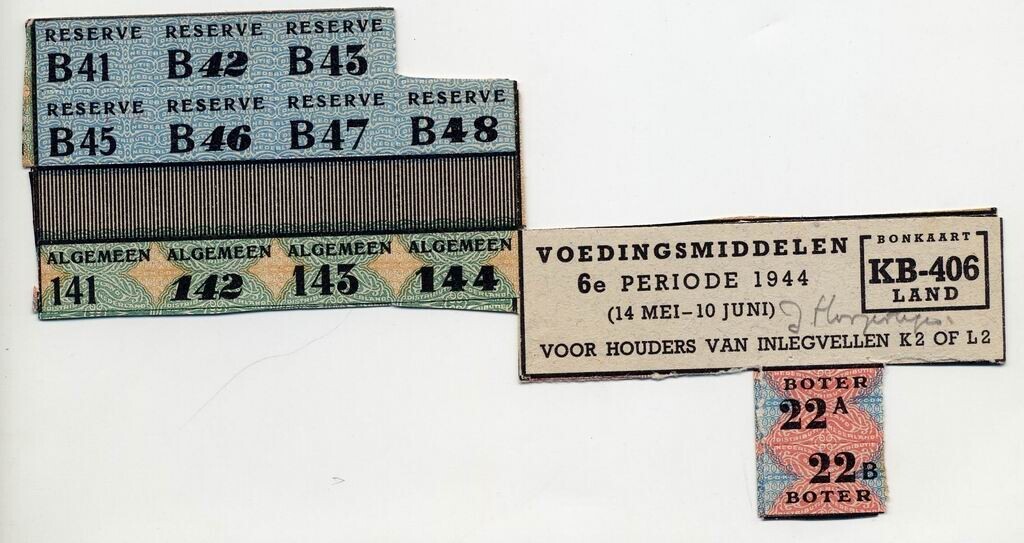 RESERVE RESERVE RESERVE
B41 B42 B43
RESERVE RESERVE RESERVE RESERVE
B45 B46 B47 B48
ALGEMEEN ALGEMEEN ALGEMEEN ALGEMEEN
141 142 143 144
VOEDINGSMIDDELEN
6e PERIODE 1944
(14 MEI–10 JUNI)
BONKAART
KB-406
LAND
VOOR HOUDERS VAN INLEGVELLEN K2 OF L2
BOTER
22A
22B
BOTER